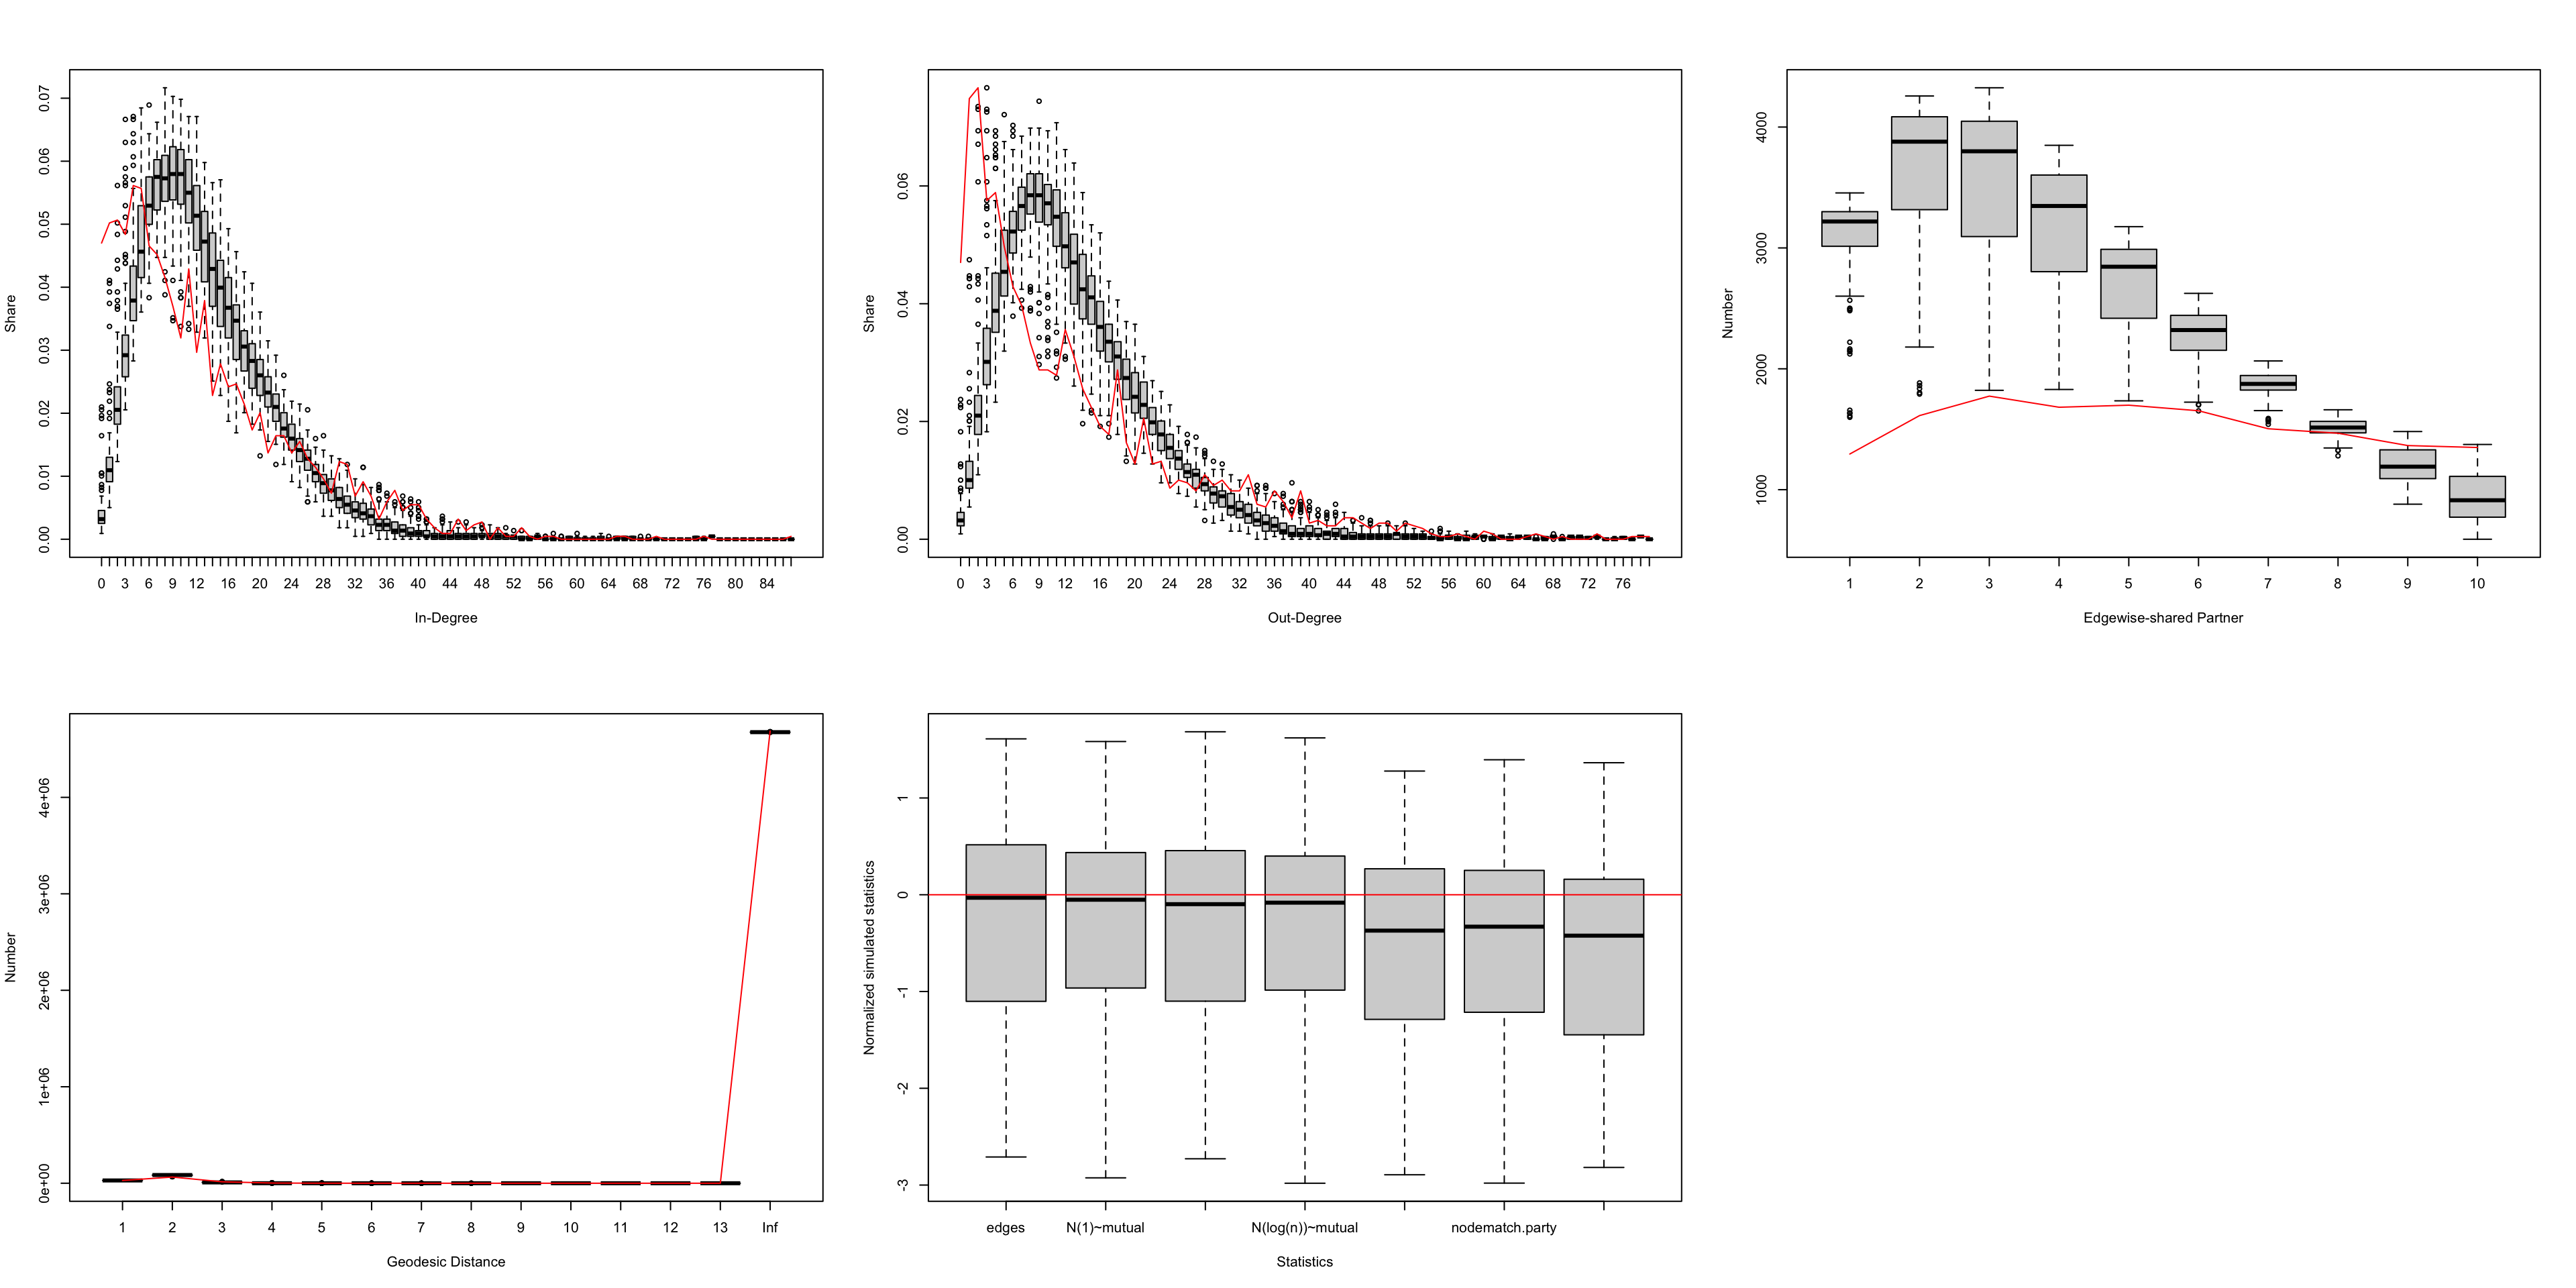 Share
0.00 0.01 0.02 0.03 0.04 0.05 0.06 0.07
0 3 6 9 12 16 20 24 28 32 36 40 44 48 52 56 60 64 68 72 76 80 84
In-Degree
Share
0.00 0.02 0.04 0.06
0 3 6 9 12 16 20 24 28 32 36 40 44 48 52 56 60 64 68 72 76
Out-Degree
Number
1000 2000 3000 4000
1 2 3 4 5 6 7 8 9 10
Edgewise-shared Partner
Number
0e+00 1e+06 2e+06 3e+06 4e+06
1 2 3 4 5 6 7 8 9 10 11 12 13 Inf
Geodesic Distance
Normalized simulated statistics
-3 -2 -1 0 1
edges N(1)~mutual N(log(n))~mutual nodematch.party
Statistics